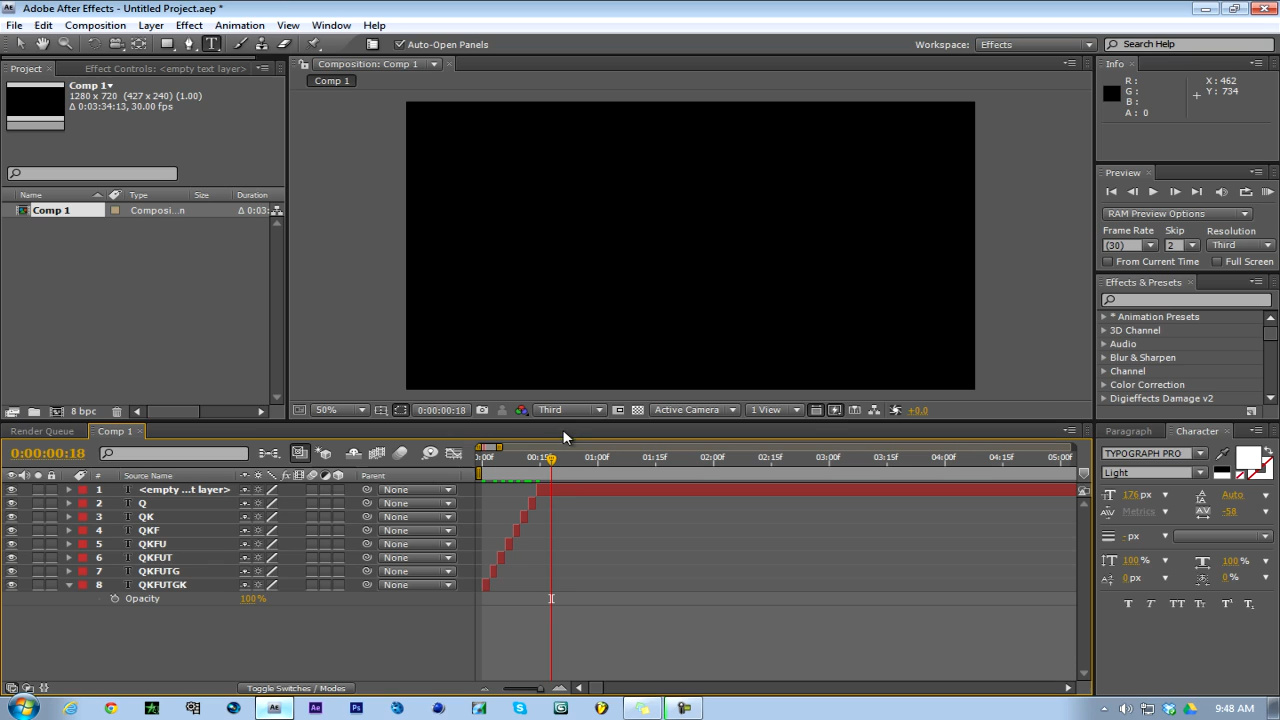 Adobe After Effects - Untitled Project.aep *
File Edit Composition Layer Effect Animation View Window Help
Auto-Open Panels
Workspace: Effects
Search Help
Project
Effect Controls: <empty text layer>
Comp 1
1280 x 720 (427 x 240) (1.00)
Δ 0:03:34:13, 30.00 fps
Name Type Size Duration
Comp 1 Composi...n Δ 0:03:
8 bpc
Composition: Comp 1
Comp 1
50% 0:00:00:18 Third Active Camera 1 View +0.0
Info
R: X: 462
G: Y: 734
B:
A: 0
Preview
RAM Preview Options
Frame Rate Skip Resolution
(30) 2 Third
From Current Time Full Screen
Effects & Presets
* Animation Presets
3D Channel
Audio
Blur & Sharpen
Channel
Color Correction
Digieffects Damage v2
Render Queue Comp 1
0:00:00:18
:00f 00:15f 01:00f 01:15f 02:00f 02:15f 03:00f 03:15f 04:00f 04:15f 05:00f
# Source Name fx Parent
1 T <empty ...t layer> None
2 T Q None
3 T QK None
4 T QKF None
5 T QKFU None
6 T QKFUT None
7 T QKFUTG None
8 T QKFUTGK None
Opacity 100%
Toggle Switches / Modes
Paragraph Character
TYPOGRAPH PRO
Light
176 px Auto
Metrics -58
- px
100% 100%
0 px 0 %
T T TT Tt T¹ T₁
9:48 AM